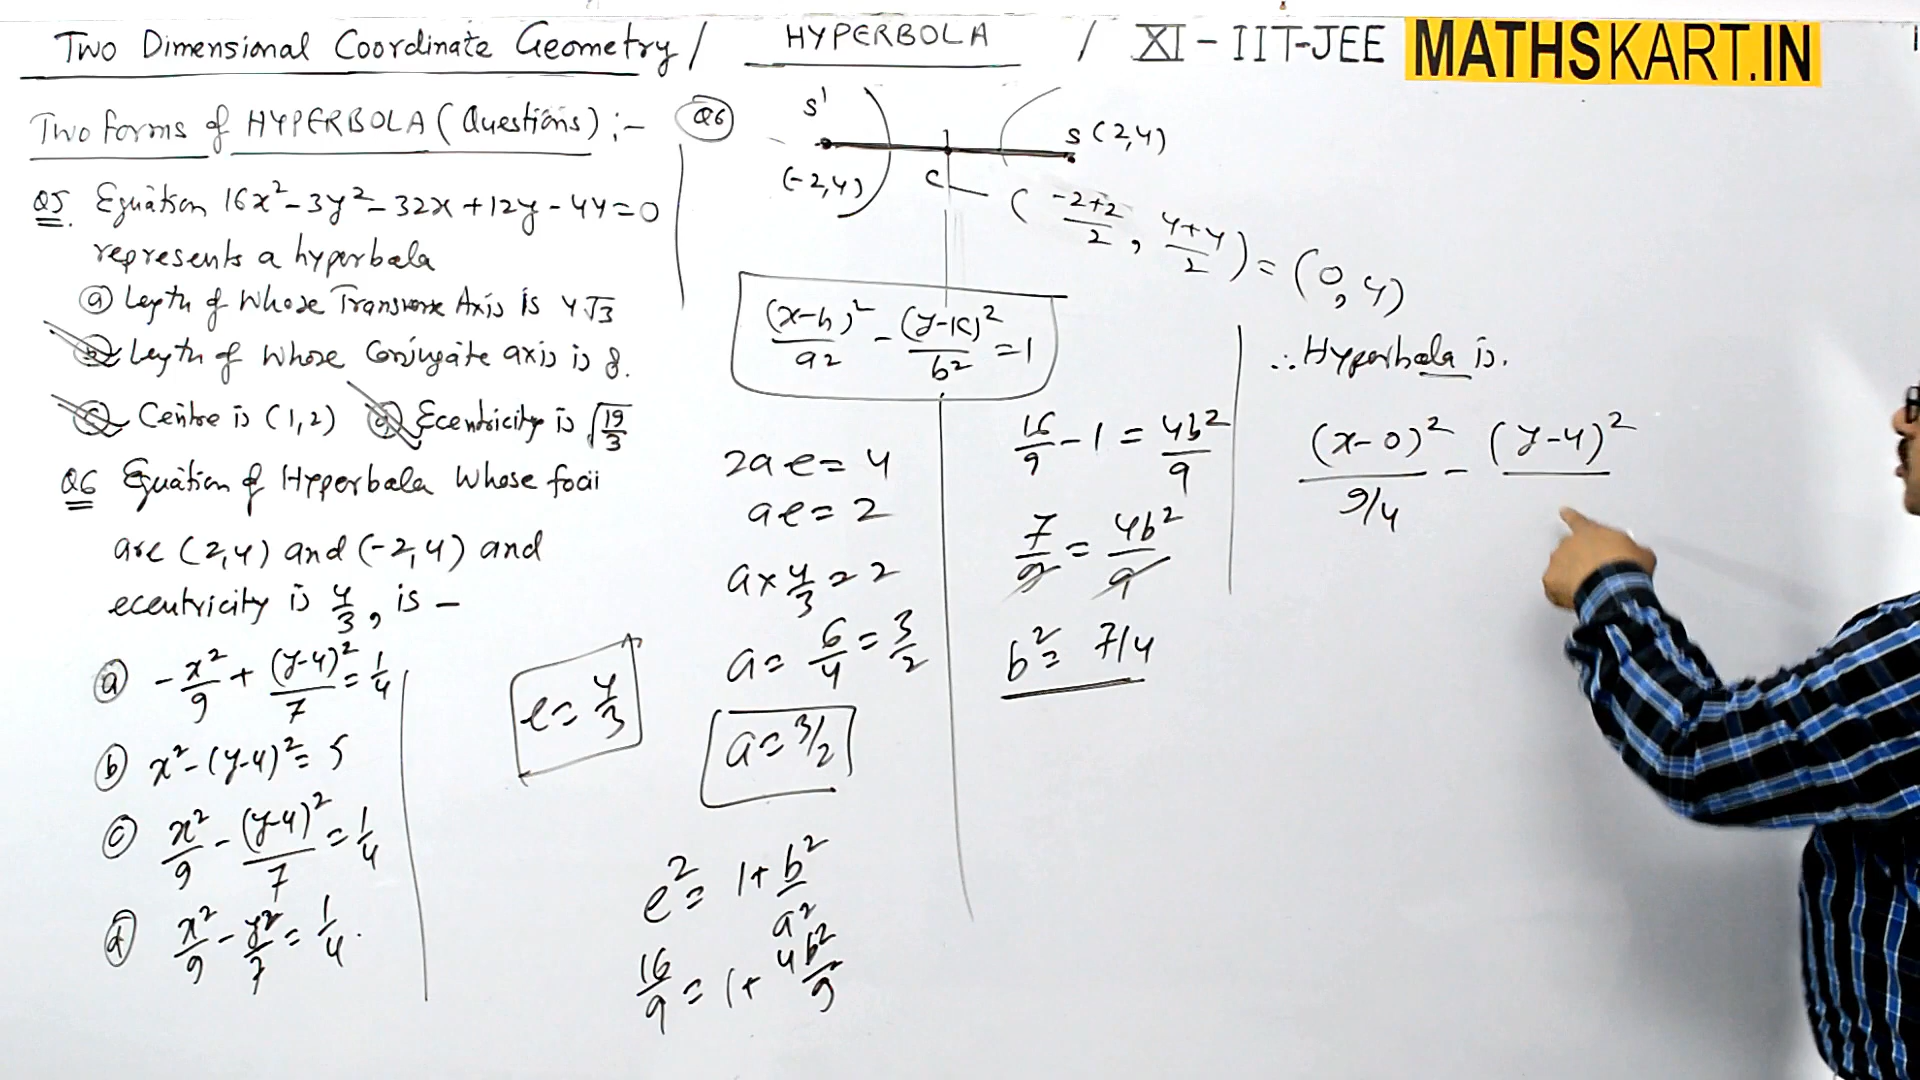 Two Dimensional Coordinate Geometry / HYPERBOLA / XI - IIT-JEE MATHSKART.IN
Two forms of HYPERBOLA (Questions) :-
Q5. Equation 16x² - 3y² - 32x + 12y - 44 = 0
represents a hyperbala
(a) Length of Whose Transverse Axis is 4√3
(b) Length of Whose Conjugate axis is 8.
(c) Centre is (1,2) (d) Ecentricity is √19/3
Q6 Equation of Hyperbala Whose focii
are (2,4) and (-2,4) and
ecentricity is 4/3, is -
(a) -x²/9 + (y-4)²/7 = 1/4
(b) x² - (y-4)² = 5
(c) x²/9 - (y-4)²/7 = 1/4
(d) x²/9 - y²/7 = 1/4.
e = 4/3
Q6
S' S (2,4)
(-2,4) C
(-2+2/2, 4+4/2) = (0,4)
(x-h)²/a² - (y-k)²/b² = 1
2ae = 4
ae = 2
a × 4/3 = 2
a = 6/4 = 3/2
a = 3/2
e² = 1 + b²/a²
16/9 = 1 + 4b²/9
16/9 - 1 = 4b²/9
7/9 = 4b²/9
b² = 7/4
∴ Hyperbala is.
(x-0)²/9/4 - (y-4)²